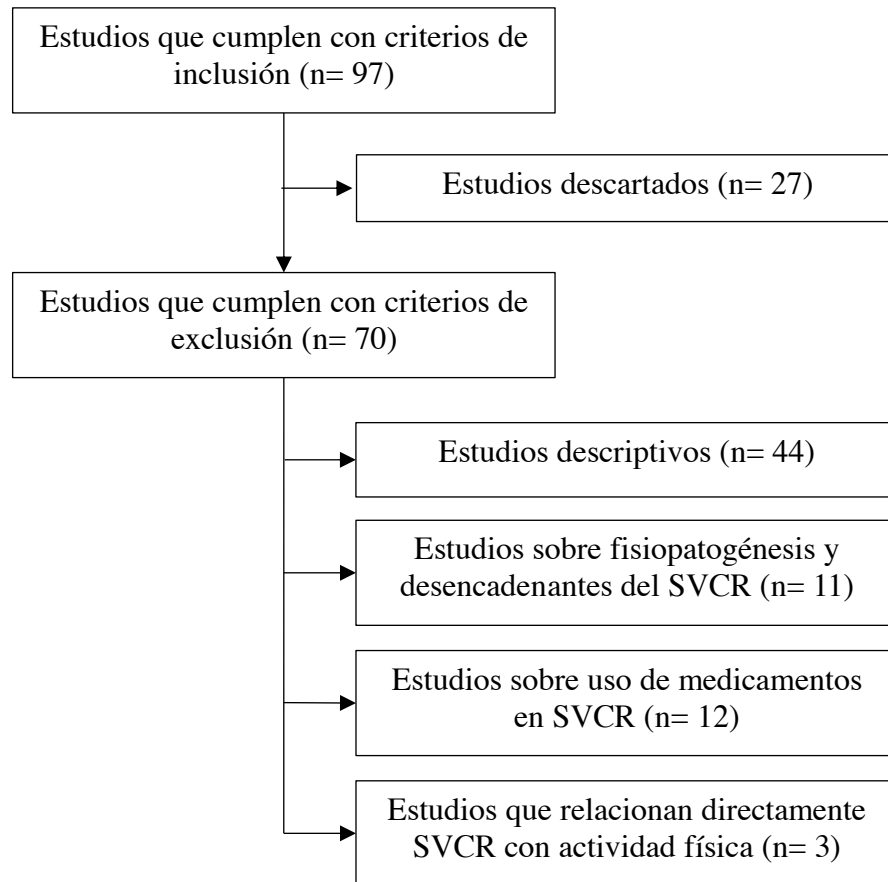 Estudios que cumplen con criterios de
inclusión (n= 97)
Estudios descartados (n= 27)
Estudios que cumplen con criterios de
exclusión (n= 70)
Estudios descriptivos (n= 44)
Estudios sobre fisiopatogénesis y
desencadenantes del SVCR (n= 11)
Estudios sobre uso de medicamentos
en SVCR (n= 12)
Estudios que relacionan directamente
SVCR con actividad física (n= 3)